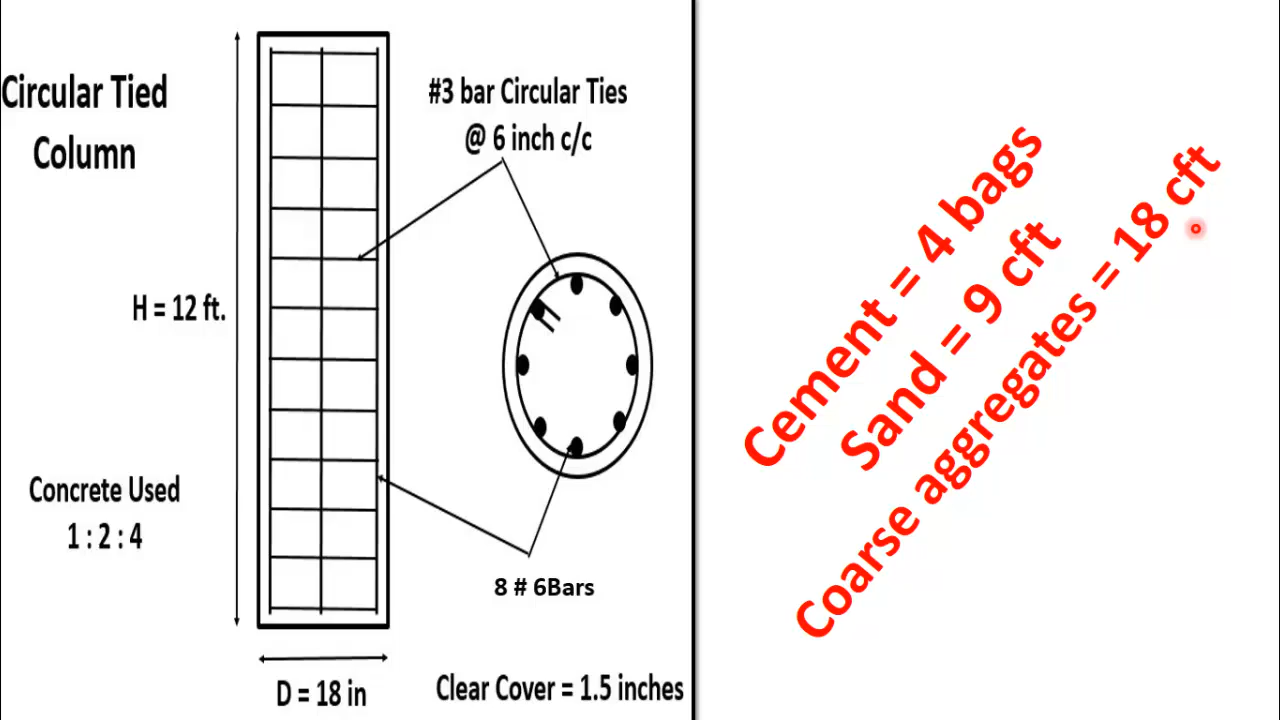 Circular Tied
Column
#3 bar Circular Ties
@ 6 inch c/c
H = 12 ft.
Concrete Used
1 : 2 : 4
8 # 6Bars
D = 18 in
Clear Cover = 1.5 inches
Cement = 4 bags
Sand = 9 cft
Coarse aggregates = 18 cft